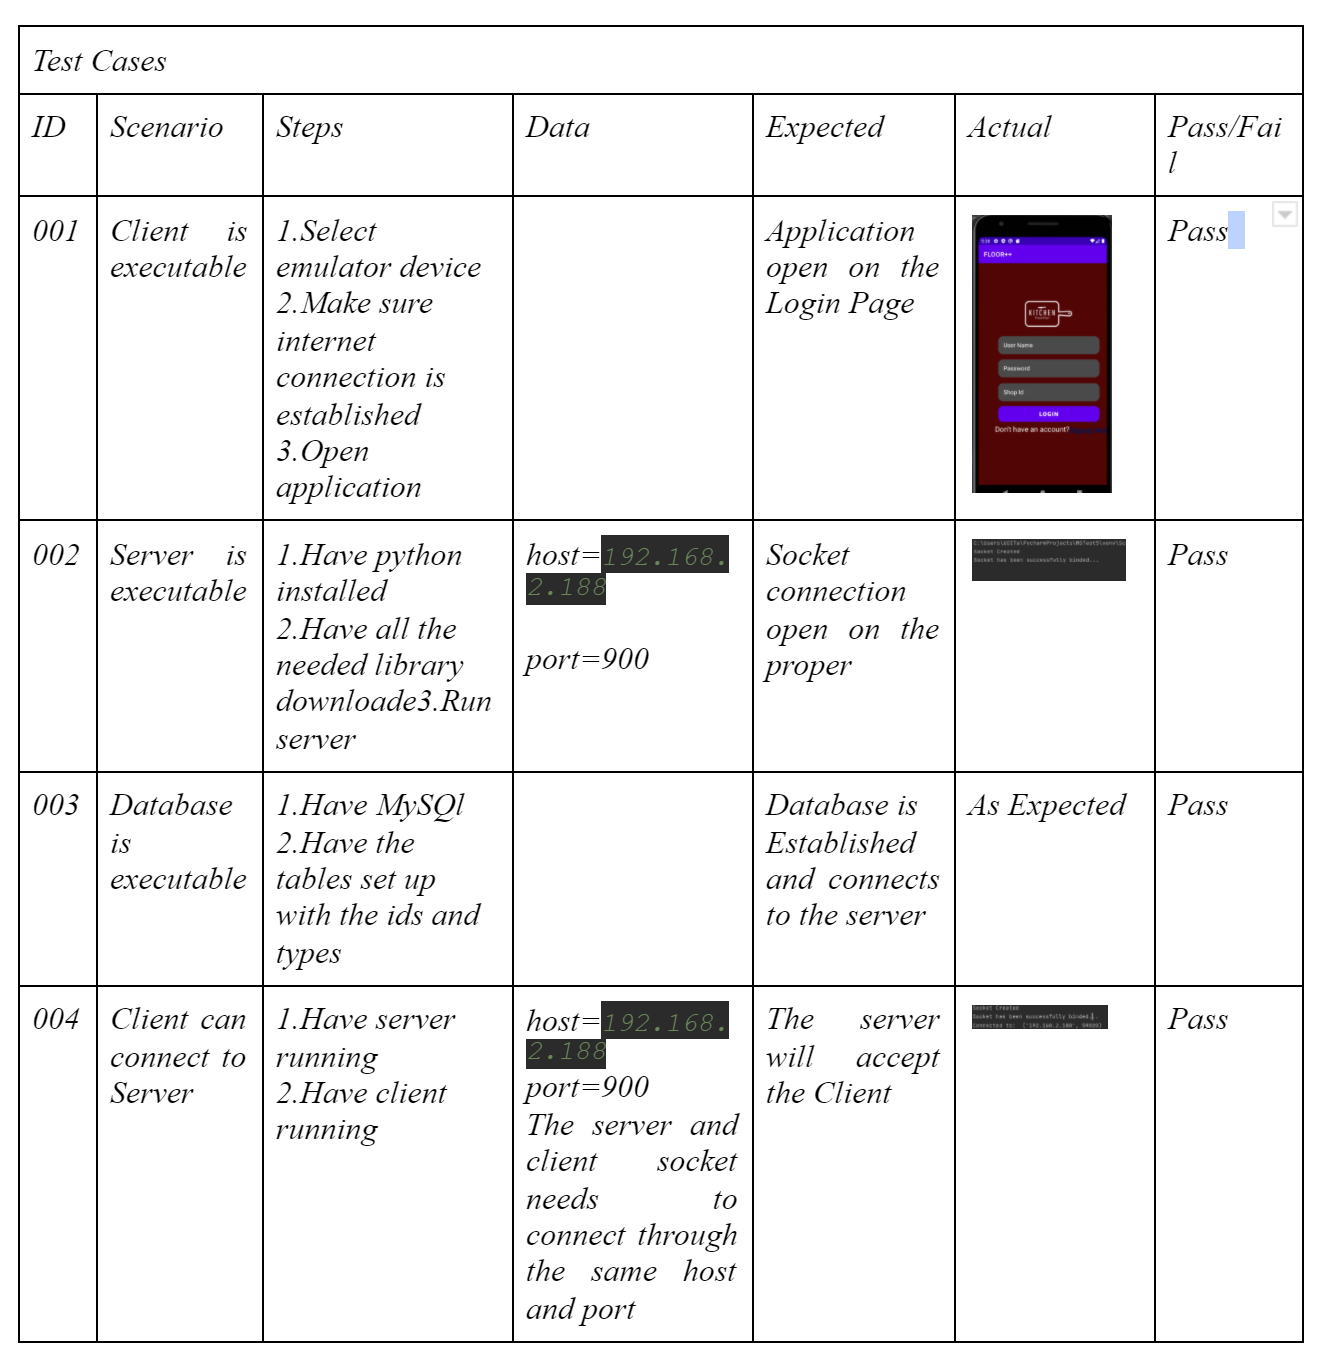 Test Cases
ID
Scenario
Steps
Data
Expected
Actual
Pass/Fai
l
001
Client is
executable
1.Select
emulator device
2.Make sure
internet
connection is
established
3.Open
application
Application
open on the
Login Page
FLOOR++
KITCHEN
User Name
Password
Shop Id
LOGIN
Don't have an account?
Pass
002
Server is
executable
1.Have python
installed
2.Have all the
needed library
downloade3.Run
server
host=192.168.
2.188
port=900
Socket
connection
open on the
proper
Socket Created
Socket has been successfully binded...
Pass
003
Database
is
executable
1.Have MySQl
2.Have the
tables set up
with the ids and
types
Database is
Established
and connects
to the server
As Expected
Pass
004
Client can
connect to
Server
1.Have server
running
2.Have client
running
host=192.168.
2.188
port=900
The server and
client socket
needs to
connect through
the same host
and port
The server
will accept
the Client
Socket Created
Socket has been successfully binded...
Connected to: ('192.168.2.188',
Pass